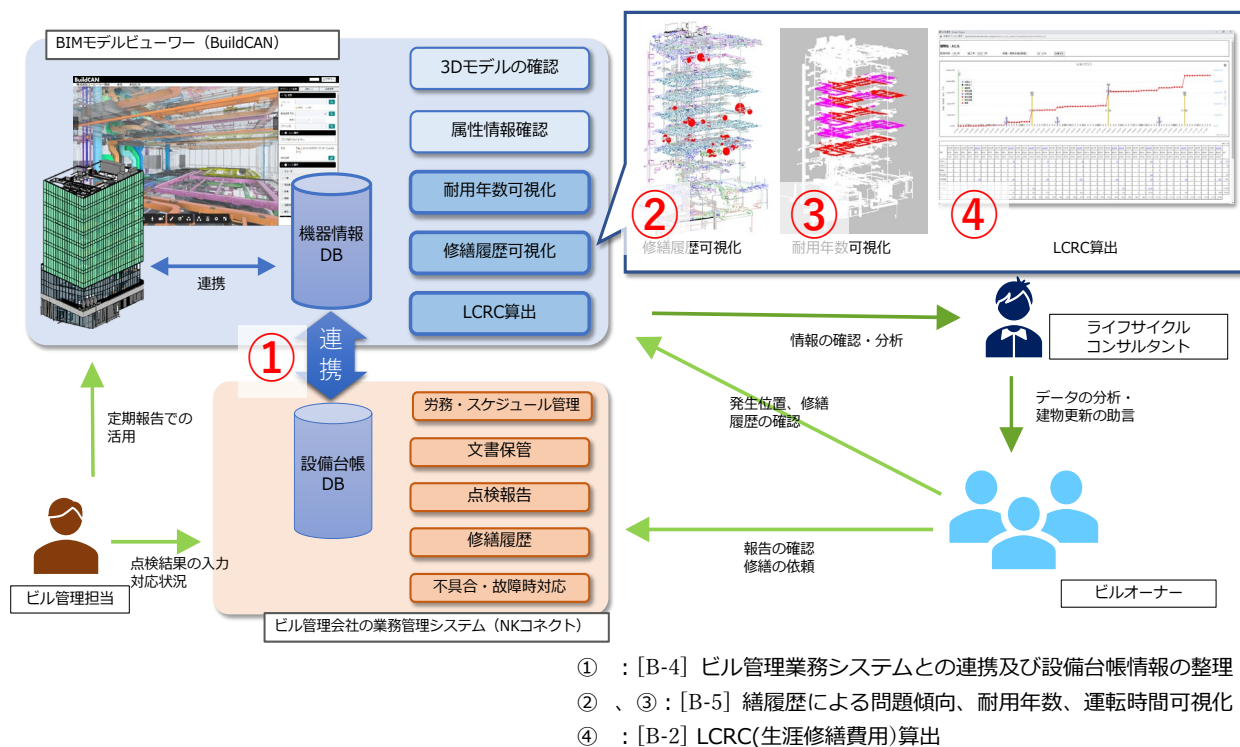 BIMモデルビューワー（BuildCAN）
BuildCAN
3Dモデルの確認
属性情報確認
耐用年数可視化
修繕履歴可視化
LCRC算出
機器情報
DB
連携
②
修繕履歴可視化
③
耐用年数可視化
④
LCRC算出
①
連
携
情報の確認・分析
ライフサイクル
コンサルタント
データの分析・
建物更新の助言
発生位置、修繕
履歴の確認
定期報告での
活用
設備台帳
DB
労務・スケジュール管理
文書保管
点検報告
修繕履歴
不具合・故障時対応
点検結果の入力
対応状況
ビル管理担当
報告の確認
修繕の依頼
ビルオーナー
ビル管理会社の業務管理システム（NKコネクト）
①　：[B-4] ビル管理業務システムとの連携及び設備台帳情報の整理
②　、③：[B-5] 繕履歴による問題傾向、耐用年数、運転時間可視化
④　：[B-2] LCRC(生涯修繕費用)算出